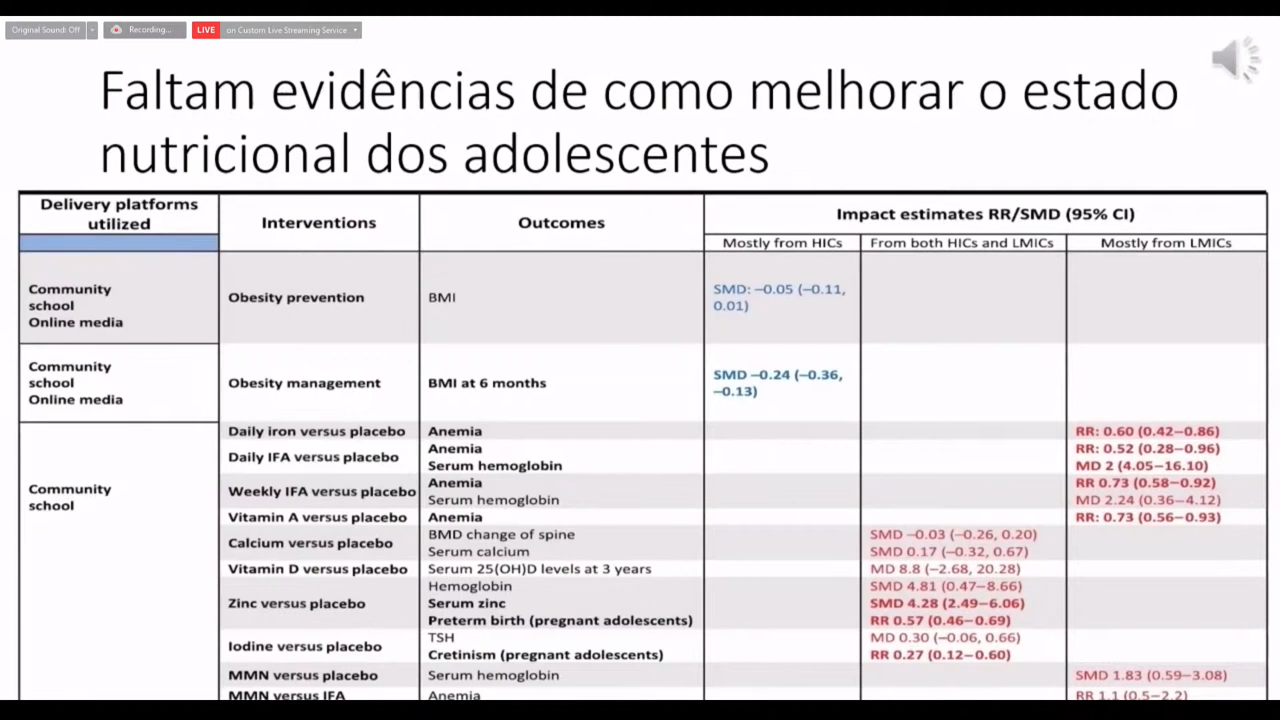 Original Sound: Off
Recording...
LIVE on Custom Live Streaming Service
Faltam evidências de como melhorar o estado
nutricional dos adolescentes
Delivery platforms
utilized
Interventions
Outcomes
Impact estimates RR/SMD (95% CI)
Mostly from HICs
From both HICs and LMICs
Mostly from LMICs
Community
school
Online media
Obesity prevention
BMI
SMD: –0.05 (–0.11,
0.01)
Community
school
Online media
Obesity management
BMI at 6 months
SMD –0.24 (–0.36,
–0.13)
Community
school
Daily iron versus placebo
Anemia
RR: 0.60 (0.42–0.86)
Daily IFA versus placebo
Anemia
Serum hemoglobin
RR: 0.52 (0.28–0.96)
MD 2 (4.05–16.10)
Weekly IFA versus placebo
Anemia
Serum hemoglobin
RR 0.73 (0.58–0.92)
MD 2.24 (0.36–4.12)
Vitamin A versus placebo
Anemia
RR: 0.73 (0.56–0.93)
Calcium versus placebo
BMD change of spine
Serum calcium
SMD –0.03 (–0.26, 0.20)
SMD 0.17 (–0.32, 0.67)
Vitamin D versus placebo
Serum 25(OH)D levels at 3 years
MD 8.8 (–2.68, 20.28)
Zinc versus placebo
Hemoglobin
Serum zinc
Preterm birth (pregnant adolescents)
SMD 4.81 (0.47–8.66)
SMD 4.28 (2.49–6.06)
RR 0.57 (0.46–0.69)
Iodine versus placebo
TSH
Cretinism (pregnant adolescents)
MD 0.30 (–0.06, 0.66)
RR 0.27 (0.12–0.60)
MMN versus placebo
Serum hemoglobin
SMD 1.83 (0.59–3.08)
MMN versus IFA
Anemia
RR 1.1 (0.5–2.2)